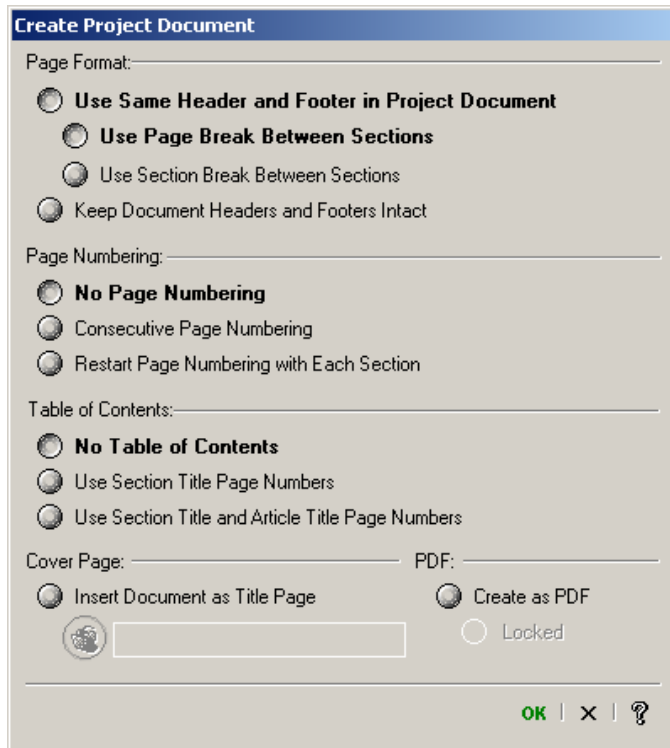 Create Project Document
Page Format:
Use Same Header and Footer in Project Document
Use Page Break Between Sections
Use Section Break Between Sections
Keep Document Headers and Footers Intact
Page Numbering:
No Page Numbering
Consecutive Page Numbering
Restart Page Numbering with Each Section
Table of Contents:
No Table of Contents
Use Section Title Page Numbers
Use Section Title and Article Title Page Numbers
Cover Page: PDF:
Insert Document as Title Page Create as PDF
Locked
OK | X | ?